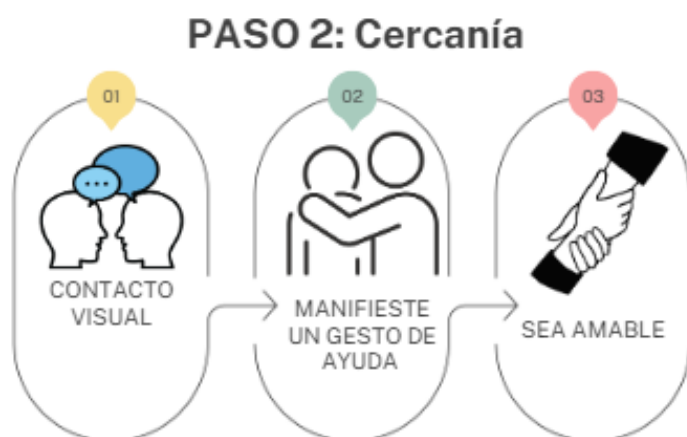 PASO 2: Cercanía
01
CONTACTO
VISUAL
02
MANIFIESTE
UN GESTO DE
AYUDA
03
SEA AMABLE